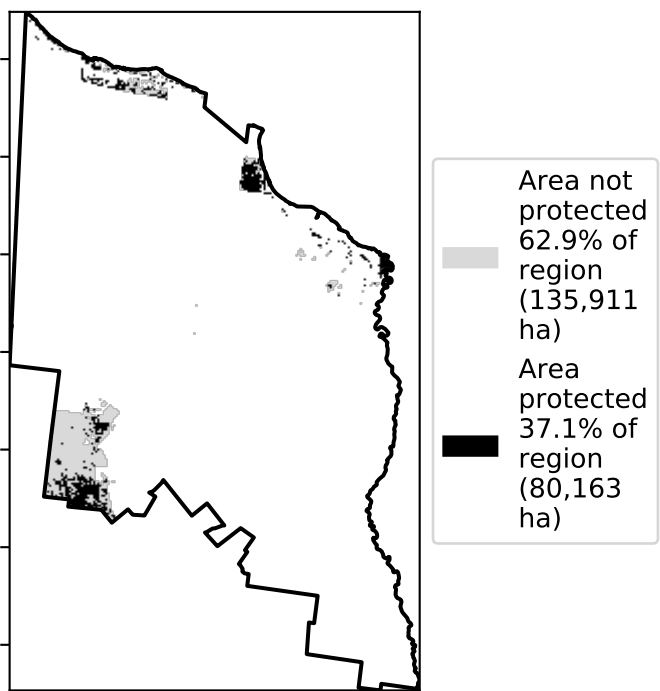 Area not
protected
62.9% of
region
(135,911
ha)
Area
protected
37.1% of
region
(80,163
ha)